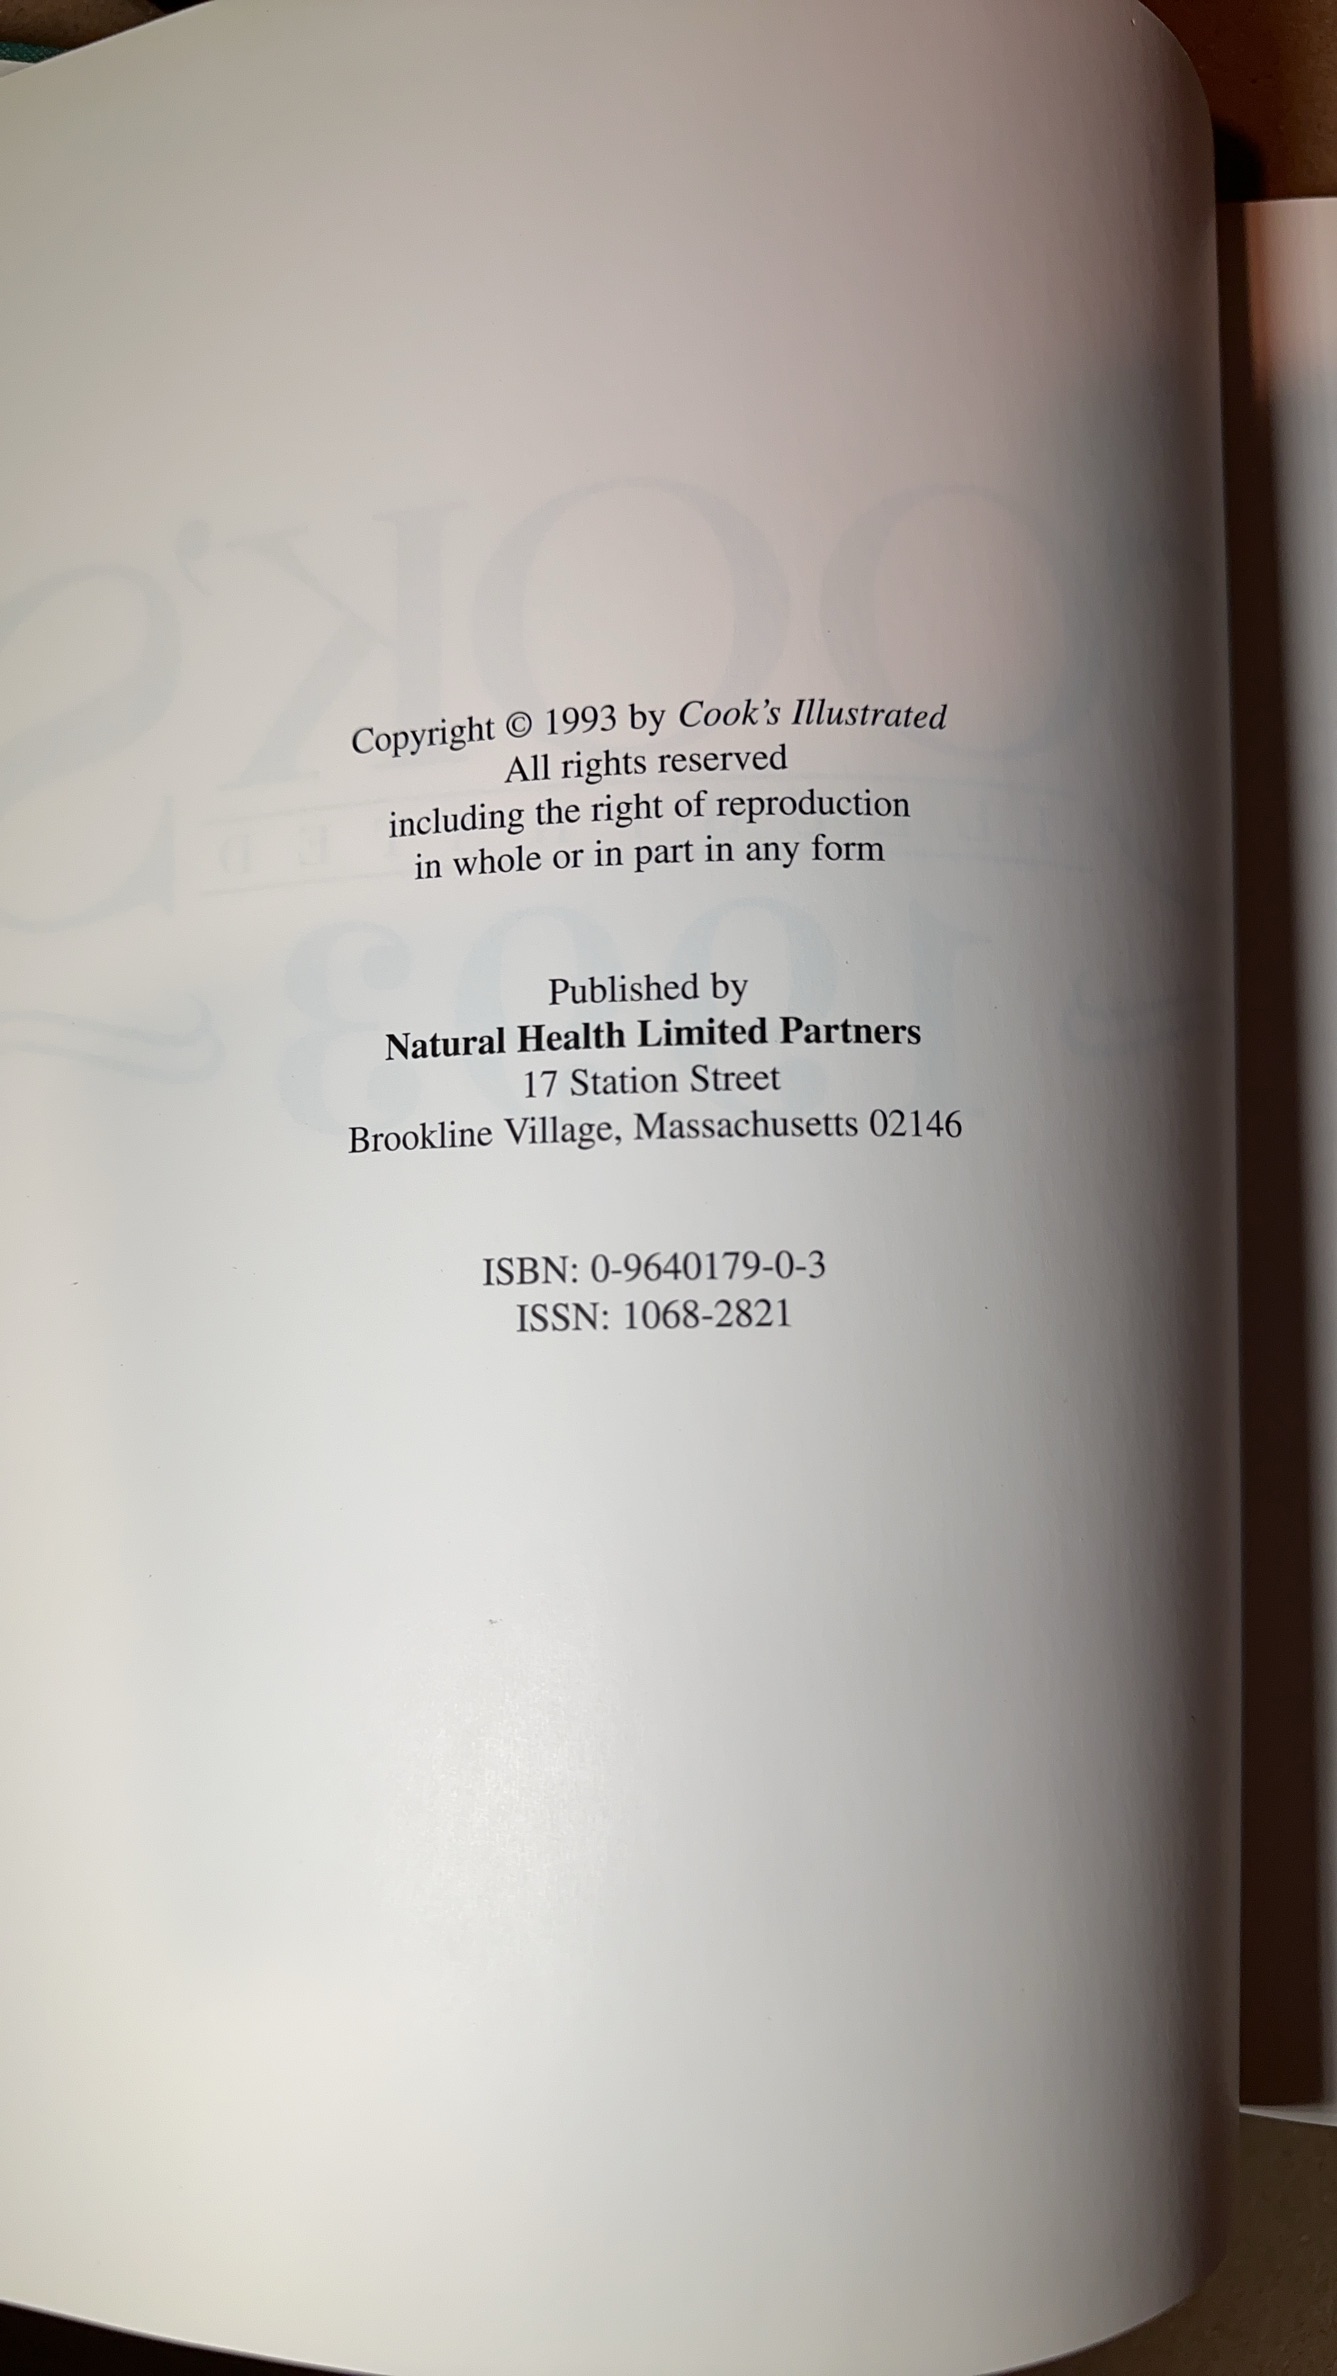 Copyright © 1993 by Cook's Illustrated
All rights reserved
including the right of reproduction
in whole or in part in any form
Published by
Natural Health Limited Partners
17 Station Street
Brookline Village, Massachusetts 02146
ISBN: 0-9640179-0-3
ISSN: 1068-2821